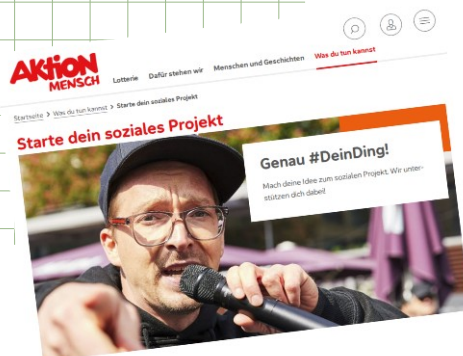 AKTION
MENSCH
Lotterie Dafür stehen wir Menschen und Geschichten Was du tun kannst
Startseite > Was du tun kannst > Starte dein soziales Projekt
Starte dein soziales Projekt
Genau #DeinDing!
Mach deine Idee zum sozialen Projekt. Wir unter-
stützen dich dabei!